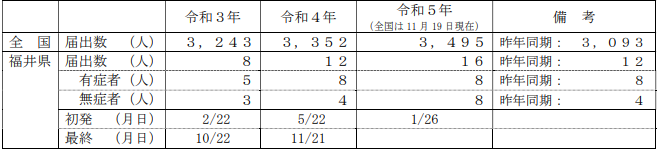 令和３年 令和４年 令和５年 備 考
(全国は11月19日現在)
全 国 届出数 （人） ３，２４３ ３，３５２ ３，４９５ 昨年同期： ３，０９３
福井県 届出数 （人） ８ １２ １６ 昨年同期： １２
有症者（人） ５ ８ ８ 昨年同期： ８
無症者（人） ３ ４ ８ 昨年同期： ４
初発 （月日） 2/22 5/22 1/26
最終 （月日） 10/22 11/21